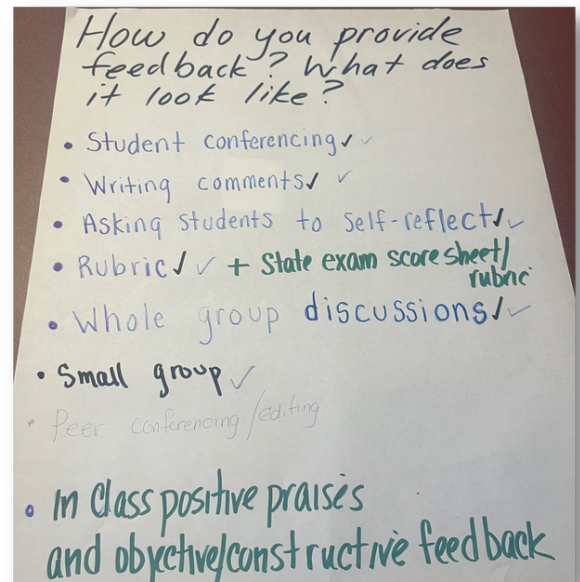 How do you provide
feedback? What does
it look like?
• Student conferencing ✓ ✓
• Writing comments ✓ ✓
• Asking students to self-reflect ✓ ✓
• Rubric ✓ ✓ + State exam score sheet/
rubric
• Whole group discussions ✓ ✓
• Small group ✓
• Peer conferencing/editing
• In Class positive praises
and objective/constructive feedback